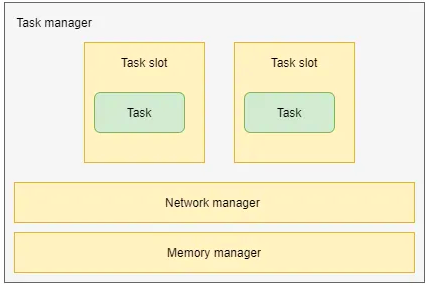 Task manager
Task slot
Task slot
Task
Task
Network manager
Memory manager